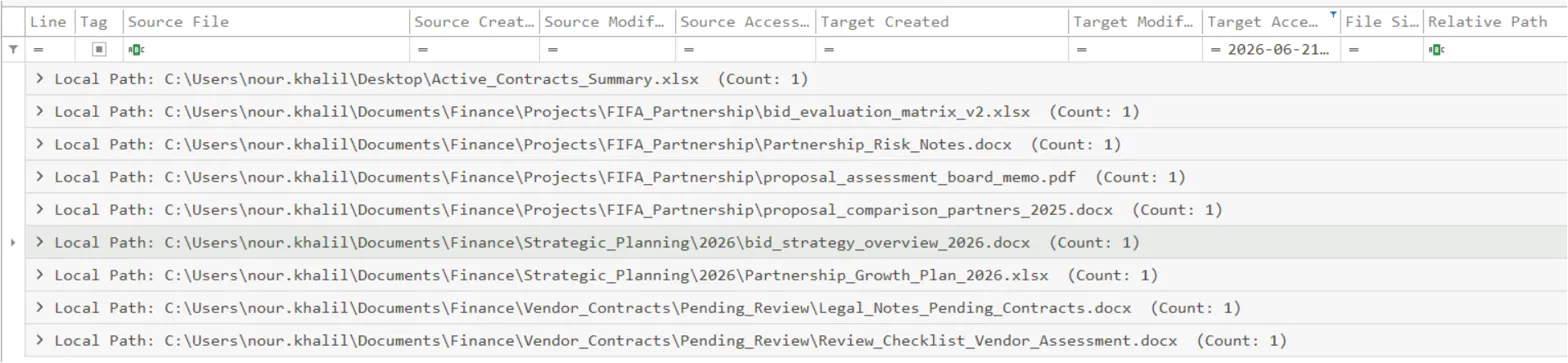 Line Tag Source File Source Creat… Source Modif… Source Access… Target Created Target Modif… Target Acce… File Si… Relative Path
= ■ ABC = = = = = = 2026-06-21… = ABC
Local Path: C:\Users\nour.khalil\Desktop\Active_Contracts_Summary.xlsx (Count: 1)
Local Path: C:\Users\nour.khalil\Documents\Finance\Projects\FIFA_Partnership\bid_evaluation_matrix_v2.xlsx (Count: 1)
Local Path: C:\Users\nour.khalil\Documents\Finance\Projects\FIFA_Partnership\Partnership_Risk_Notes.docx (Count: 1)
Local Path: C:\Users\nour.khalil\Documents\Finance\Projects\FIFA_Partnership\proposal_assessment_board_memo.pdf (Count: 1)
Local Path: C:\Users\nour.khalil\Documents\Finance\Projects\FIFA_Partnership\proposal_comparison_partners_2025.docx (Count: 1)
Local Path: C:\Users\nour.khalil\Documents\Finance\Strategic_Planning\2026\bid_strategy_overview_2026.docx (Count: 1)
Local Path: C:\Users\nour.khalil\Documents\Finance\Strategic_Planning\2026\Partnership_Growth_Plan_2026.xlsx (Count: 1)
Local Path: C:\Users\nour.khalil\Documents\Finance\Vendor_Contracts\Pending_Review\Legal_Notes_Pending_Contracts.docx (Count: 1)
Local Path: C:\Users\nour.khalil\Documents\Finance\Vendor_Contracts\Pending_Review\Review_Checklist_Vendor_Assessment.docx (Count: 1)